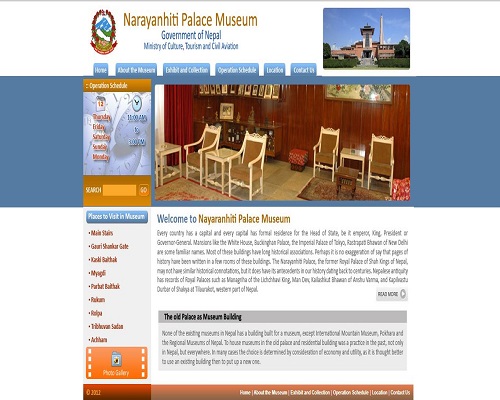 Narayanhiti Palace Museum
Government of Nepal
Ministry of Culture, Tourism and Civil Aviation
Home About the Museum Exhibit and Collection Operation Schedule Location Contact Us
:: Operation Schedule
12
Thursday
Friday
Saturday
Sunday
Monday
11:00 AM
to
3:00 PM
SEARCH GO
Places to Visit in Museum
• Main Stairs
• Gauri Shankar Gate
• Kaski Baithak
• Myagdi
• Parbat Baithak
• Rukum
• Rolpa
• Tribhuvan Sadan
• Achham
Photo Gallery
Welcome to Nayaranhiti Palace Museum
Every country has a capital and every capital has formal residence for the Head of State, be it emperor, King, President or
Governor-General. Mansions like the White House, Buckinghan Palace, the Imperial Palace of Tokyo, Rastrapati Bhawan of New Delhi
are some familiar names. Most of these buildings have long historical associations. Perhaps it is no exaggeration of say that pages of
history have been written in a few rooms of these buildings. The Narayanhiti Palace, the former Royal Palace of Shah Kings of Nepal,
may not have similar historical connotations, but it does have its antecedents in our history dating back to centuries. Nepalese antiquity
has records of Royal Palaces such as Managriha of the Lichchhavi King, Man Dev, Kailashkut Bhawan of Anshu Varma, and Kapilvastu
Durbar of Shakya at Tilaurakot, western part of Nepal.
READ MORE
The old Palace as Museum Building
None of the existing museums in Nepal has a building built for a museum, except International Mountain Museum, Pokhara and
the Regional Museums of Nepal. To house museums in the old palace and residential building was a practice in the past, not only
in Nepal, but everywhere. In many cases the choice is determined by consideration of economy and utility, as it is thought better
to use an existing building then to put up a new one.
© 2012
Home | About the Museum | Exhibition and Collection | Operation Schedule | Location | Contact Us